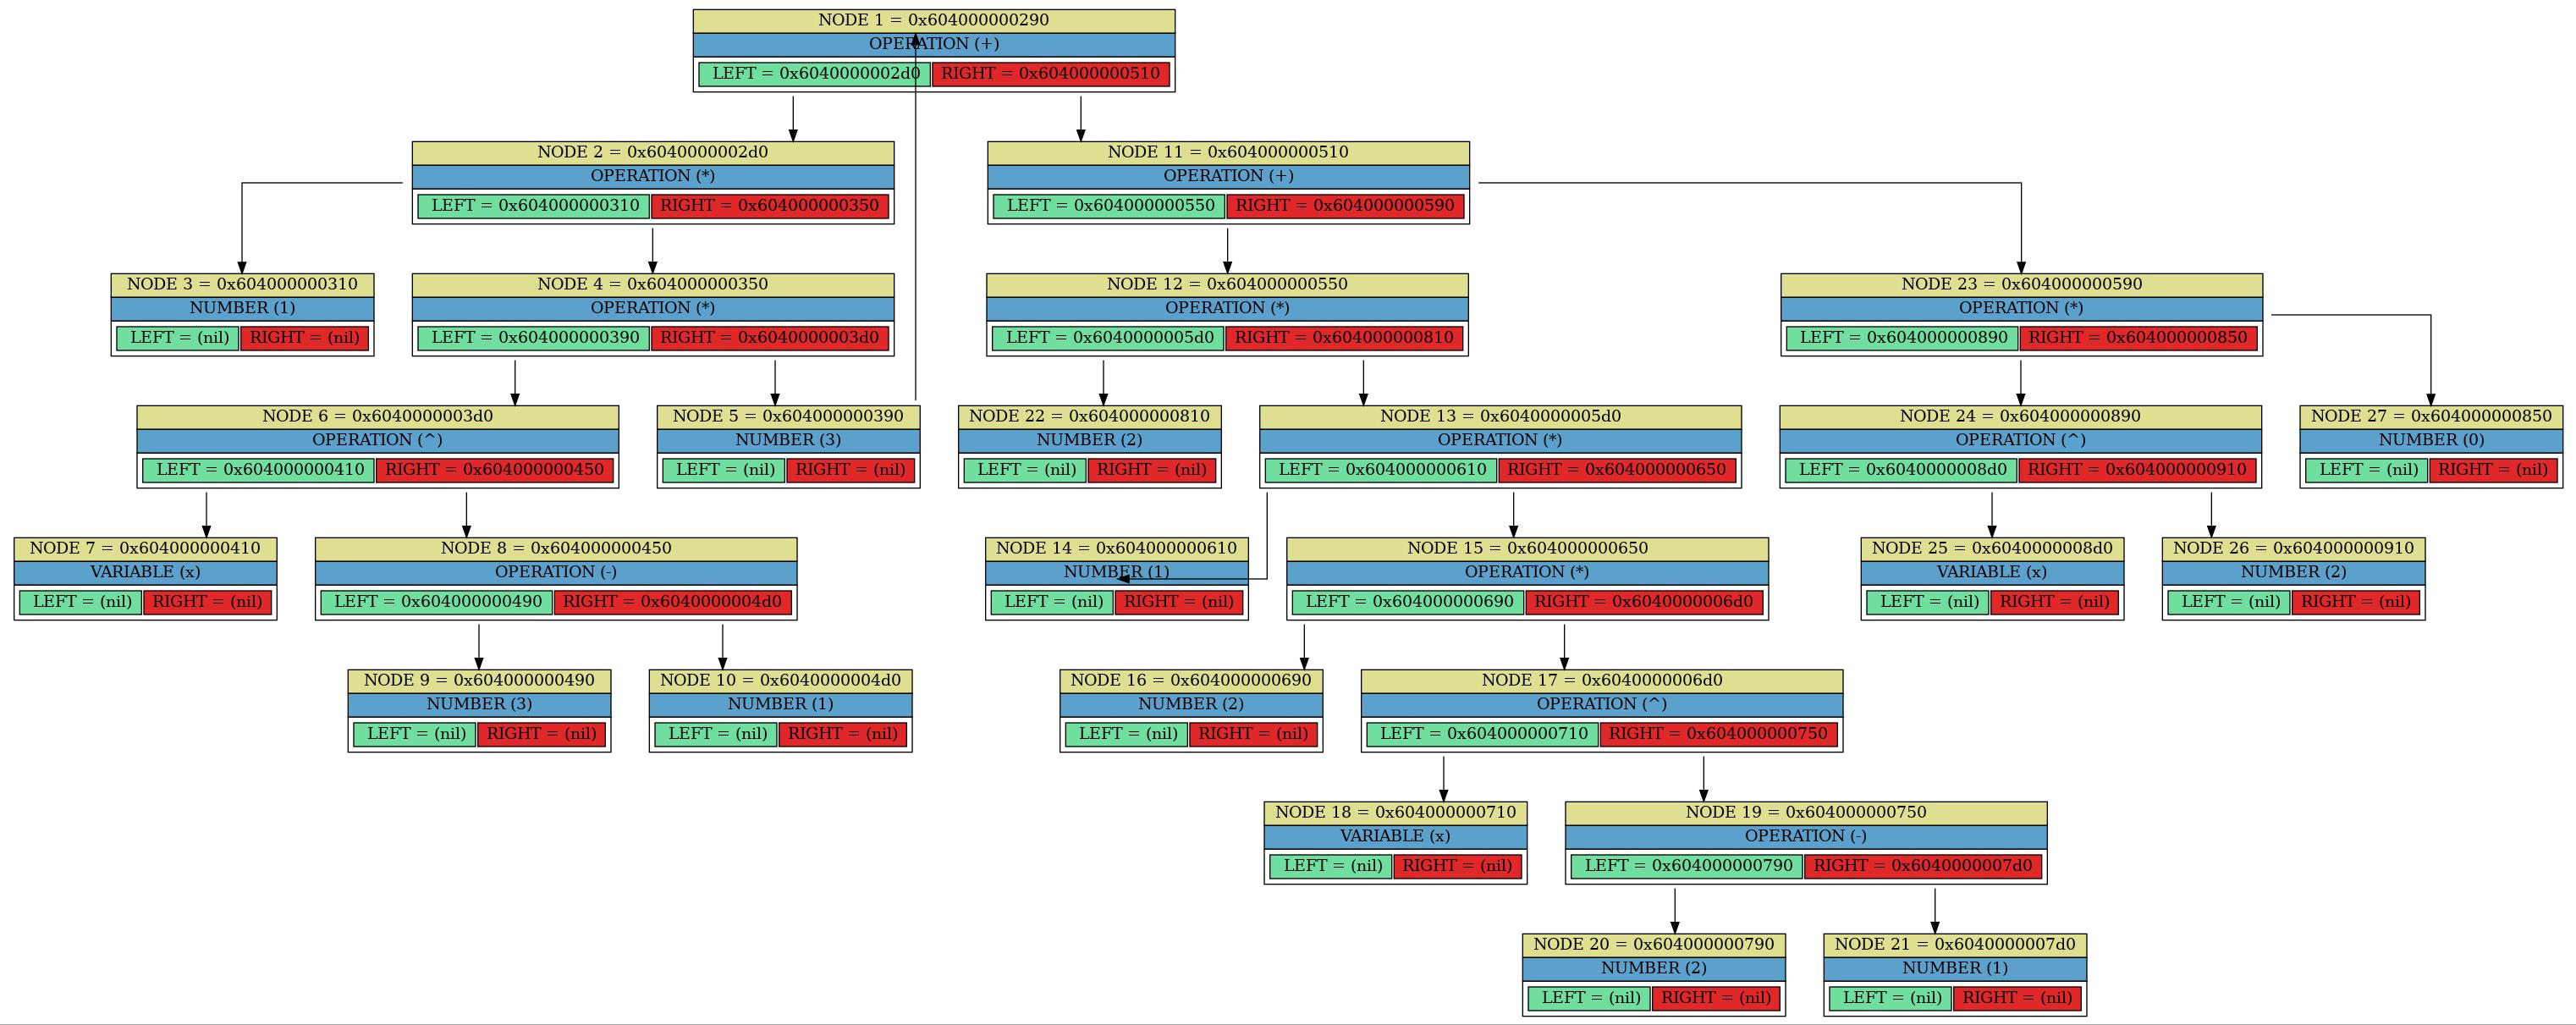 NODE 1 = 0x604000000290
OPERATION (+)
LEFT = 0x6040000002d0 RIGHT = 0x604000000510
NODE 2 = 0x6040000002d0
OPERATION (*)
LEFT = 0x604000000310 RIGHT = 0x604000000350
NODE 11 = 0x604000000510
OPERATION (+)
LEFT = 0x604000000550 RIGHT = 0x604000000590
NODE 3 = 0x604000000310
NUMBER (1)
LEFT = (nil) RIGHT = (nil)
NODE 4 = 0x604000000350
OPERATION (*)
LEFT = 0x604000000390 RIGHT = 0x6040000003d0
NODE 12 = 0x604000000550
OPERATION (*)
LEFT = 0x6040000005d0 RIGHT = 0x604000000810
NODE 23 = 0x604000000590
OPERATION (*)
LEFT = 0x604000000890 RIGHT = 0x604000000850
NODE 6 = 0x6040000003d0
OPERATION (^)
LEFT = 0x604000000410 RIGHT = 0x604000000450
NODE 5 = 0x604000000390
NUMBER (3)
LEFT = (nil) RIGHT = (nil)
NODE 22 = 0x604000000810
NUMBER (2)
LEFT = (nil) RIGHT = (nil)
NODE 13 = 0x6040000005d0
OPERATION (*)
LEFT = 0x604000000610 RIGHT = 0x604000000650
NODE 24 = 0x604000000890
OPERATION (^)
LEFT = 0x6040000008d0 RIGHT = 0x604000000910
NODE 27 = 0x604000000850
NUMBER (0)
LEFT = (nil) RIGHT = (nil)
NODE 7 = 0x604000000410
VARIABLE (x)
LEFT = (nil) RIGHT = (nil)
NODE 8 = 0x604000000450
OPERATION (-)
LEFT = 0x604000000490 RIGHT = 0x6040000004d0
NODE 14 = 0x604000000610
NUMBER (1)
LEFT = (nil) RIGHT = (nil)
NODE 15 = 0x604000000650
OPERATION (*)
LEFT = 0x604000000690 RIGHT = 0x6040000006d0
NODE 25 = 0x6040000008d0
VARIABLE (x)
LEFT = (nil) RIGHT = (nil)
NODE 26 = 0x604000000910
NUMBER (2)
LEFT = (nil) RIGHT = (nil)
NODE 9 = 0x604000000490
NUMBER (3)
LEFT = (nil) RIGHT = (nil)
NODE 10 = 0x6040000004d0
NUMBER (1)
LEFT = (nil) RIGHT = (nil)
NODE 16 = 0x604000000690
NUMBER (2)
LEFT = (nil) RIGHT = (nil)
NODE 17 = 0x6040000006d0
OPERATION (^)
LEFT = 0x604000000710 RIGHT = 0x604000000750
NODE 18 = 0x604000000710
VARIABLE (x)
LEFT = (nil) RIGHT = (nil)
NODE 19 = 0x604000000750
OPERATION (-)
LEFT = 0x604000000790 RIGHT = 0x6040000007d0
NODE 20 = 0x604000000790
NUMBER (2)
LEFT = (nil) RIGHT = (nil)
NODE 21 = 0x6040000007d0
NUMBER (1)
LEFT = (nil) RIGHT = (nil)